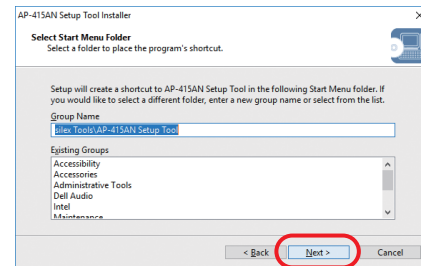 AP-415AN Setup Tool Installer
Select Start Menu Folder
Select a folder to place the program's shortcut.
Setup will create a shortcut to AP-415AN Setup Tool in the following Start Menu folder. If
you would like to select a different folder, enter a new group name or select from the list.
Group Name
silex Tools\AP-415AN Setup Tool
Existing Groups
Accessibility
Accessories
Administrative Tools
Dell Audio
Intel
Maintenance
< Back
Next >
Cancel